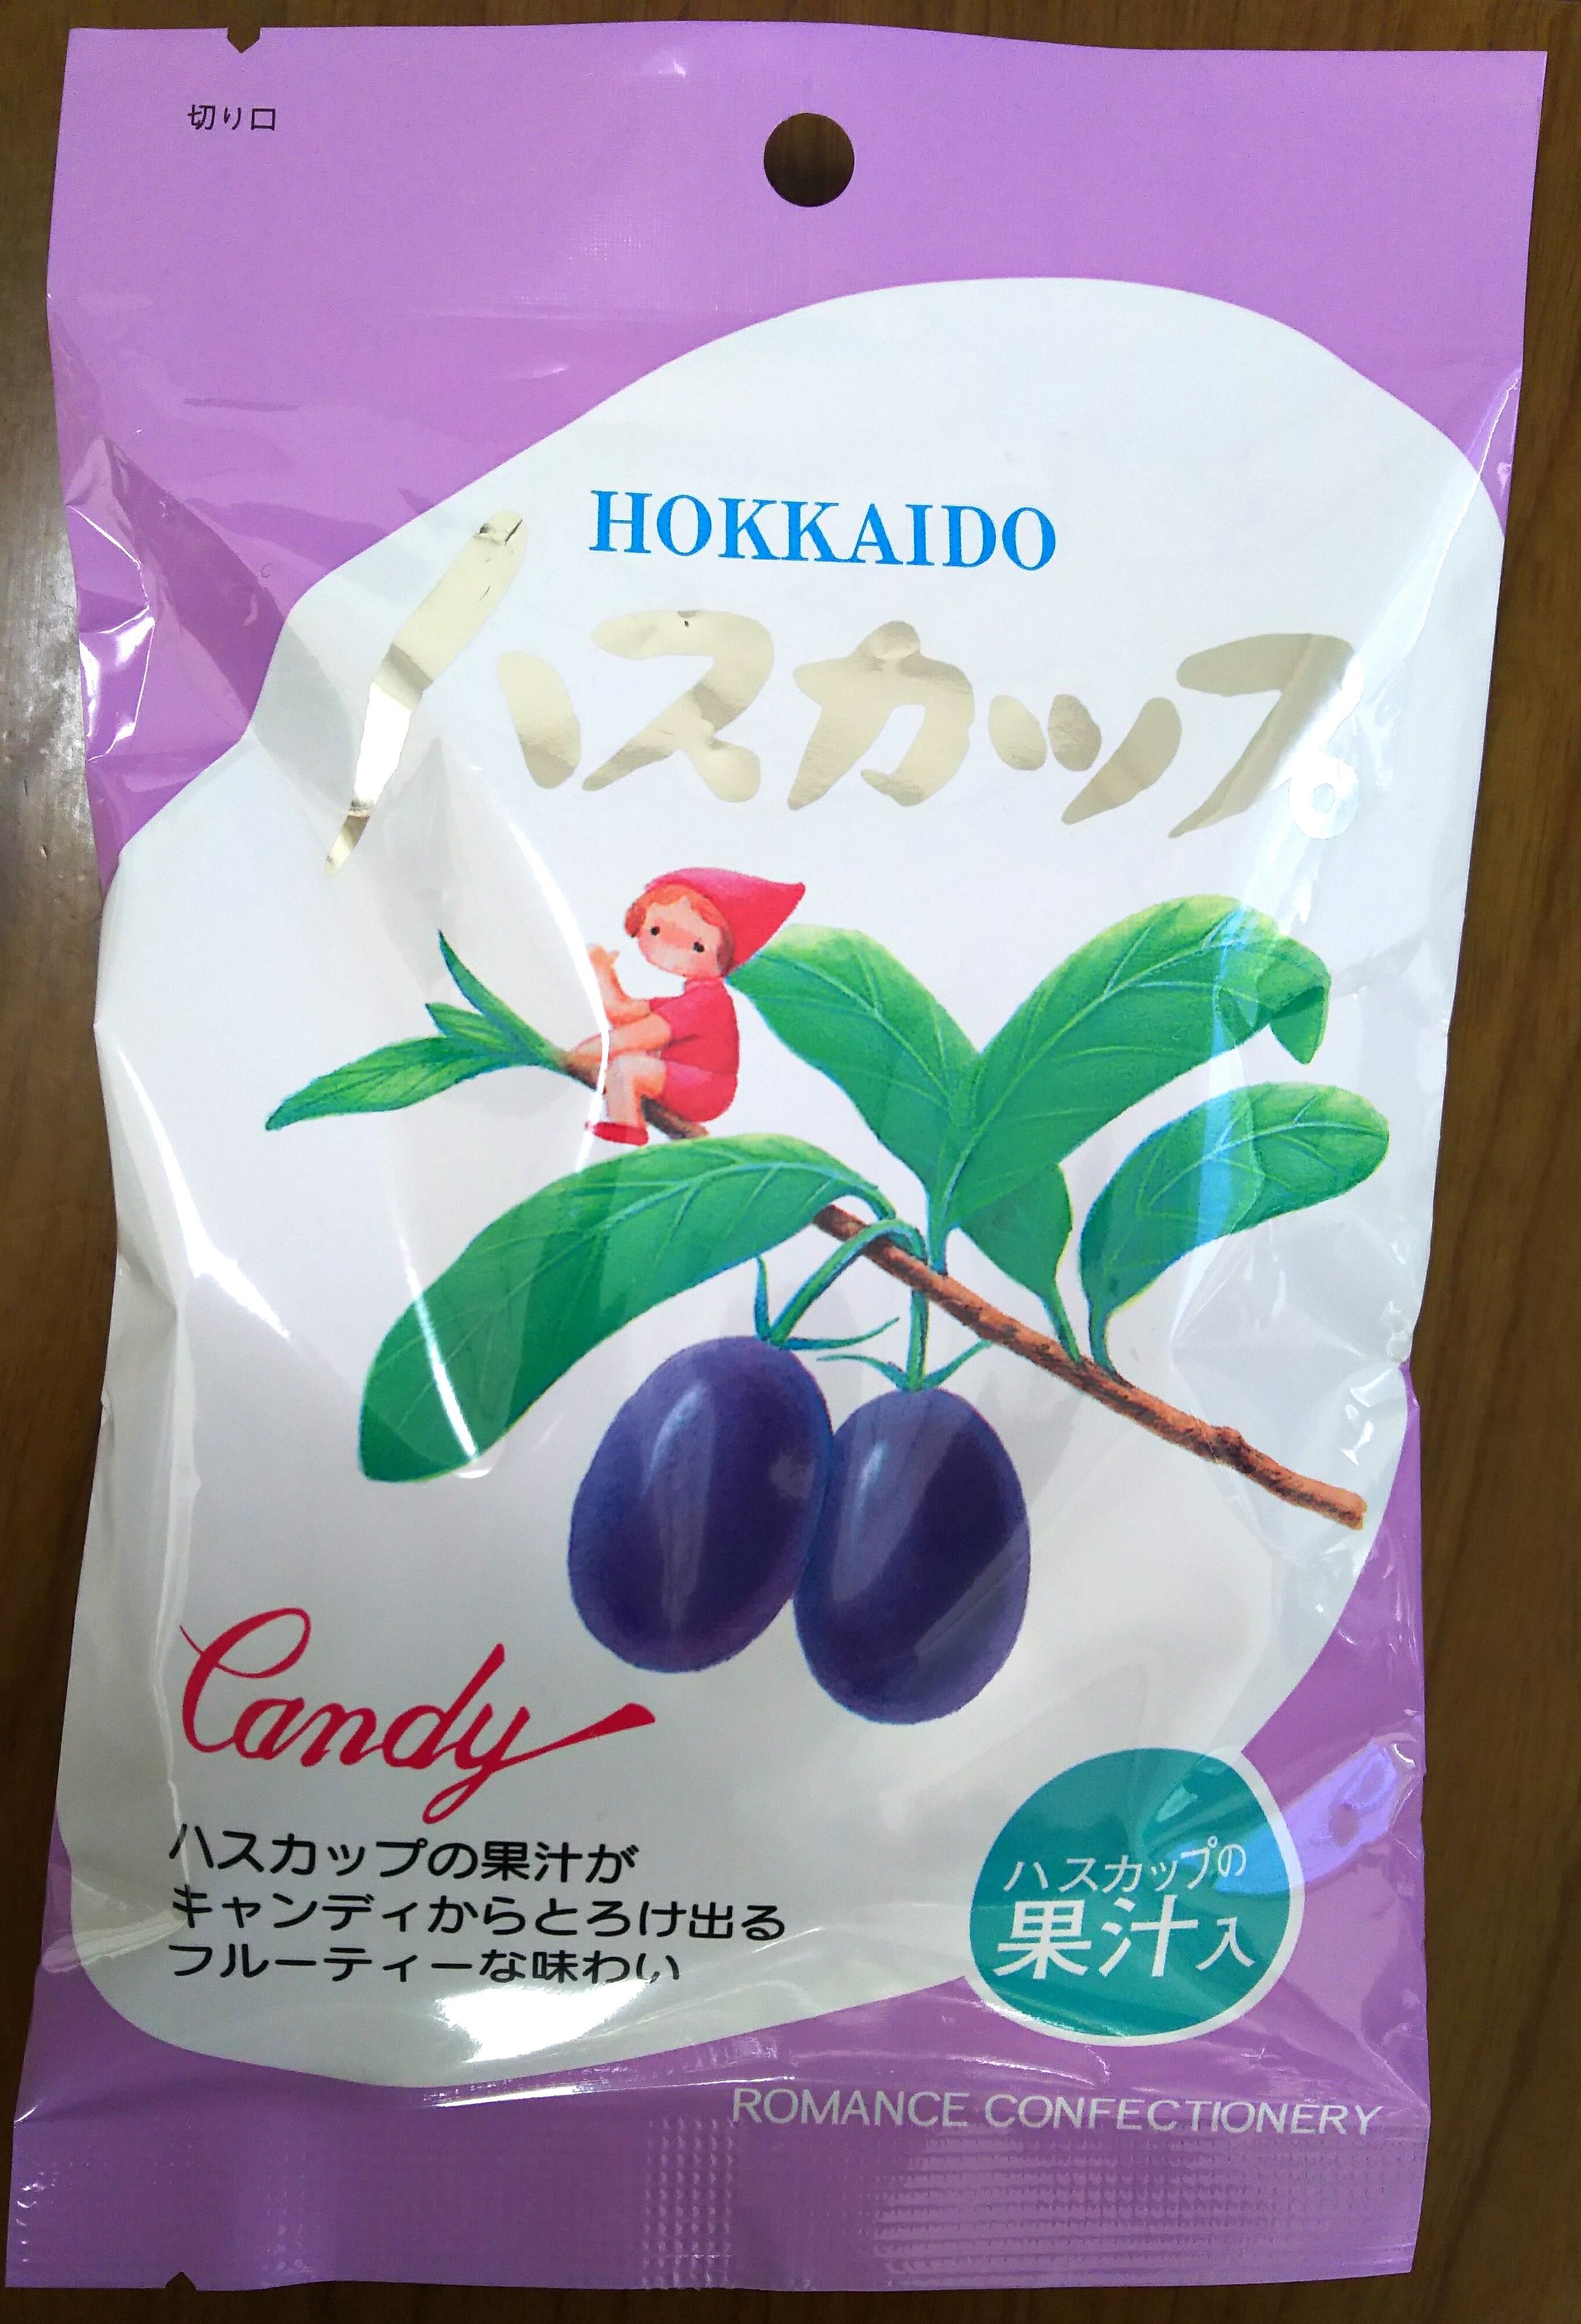 切り口
HOKKAIDO
ハスカップ
Candy
ハスカップの果汁が
キャンディからとろけ出る
フルーティーな味わい
ハスカップの
果汁入
ROMANCE CONFECTIONERY